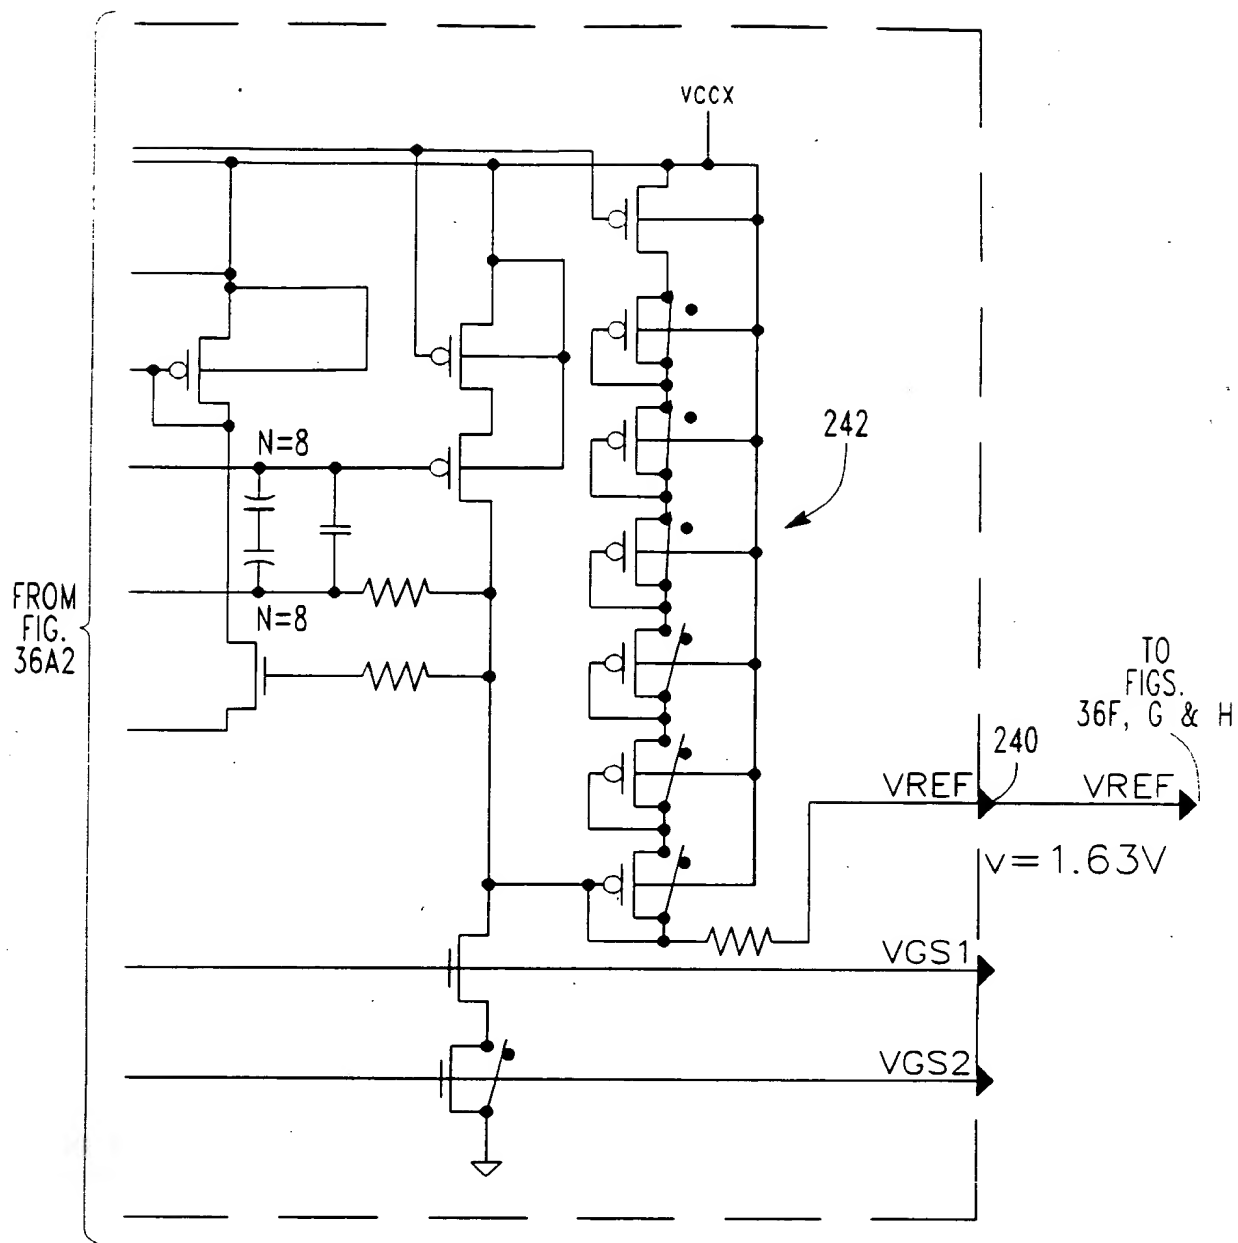 VCCX
242
N=8
N=8
FROM
FIG.
36A2
TO
FIGS.
36F, G & H
240
VREF
VREF
v=1.63V
VGS1
VGS2